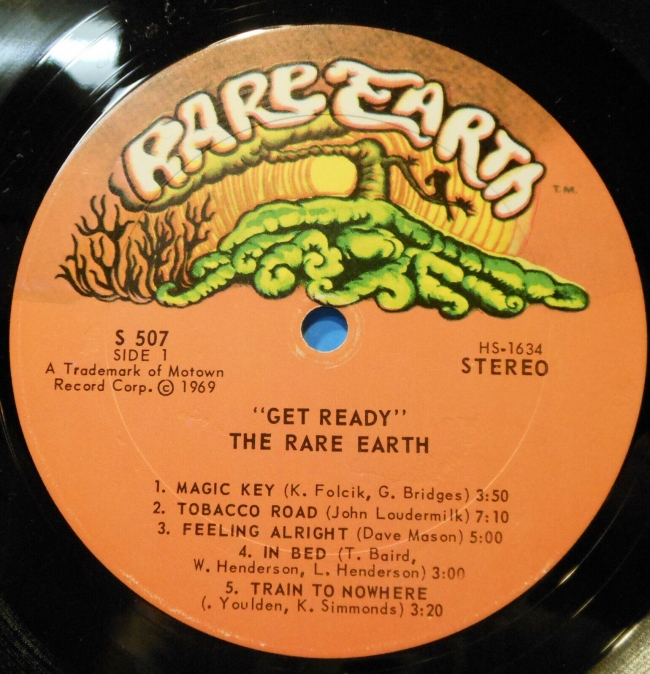 RARE EARTH
T.M.
S 507
SIDE 1
A Trademark of Motown
Record Corp. © 1969
HS-1634
STEREO
"GET READY"
THE RARE EARTH
1. MAGIC KEY (K. Folcik, G. Bridges) 3:50
2. TOBACCO ROAD (John Loudermilk) 7:10
3. FEELING ALRIGHT (Dave Mason) 5:00
4. IN BED (T. Baird,
W. Henderson, L. Henderson) 3:00
5. TRAIN TO NOWHERE
(. Youlden, K. Simmonds) 3:20